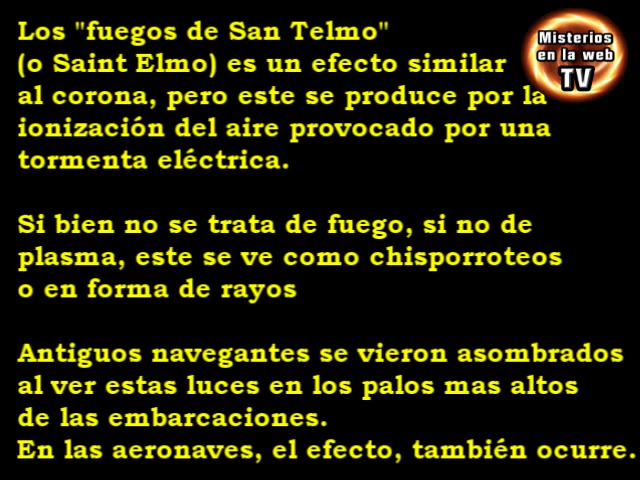 Los "fuegos de San Telmo"
(o Saint Elmo) es un efecto similar
al corona, pero este se produce por la
ionización del aire provocado por una
tormenta eléctrica.
Si bien no se trata de fuego, si no de
plasma, este se ve como chisporroteos
o en forma de rayos
Antiguos navegantes se vieron asombrados
al ver estas luces en los palos mas altos
de las embarcaciones.
En las aeronaves, el efecto, también ocurre.
Misterios
en la web
TV